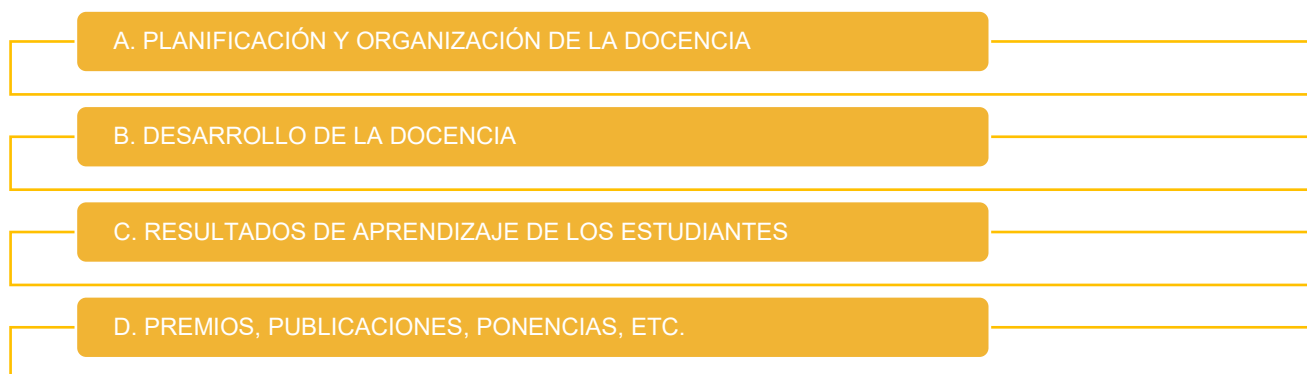 A. PLANIFICACIÓN Y ORGANIZACIÓN DE LA DOCENCIA
B. DESARROLLO DE LA DOCENCIA
C. RESULTADOS DE APRENDIZAJE DE LOS ESTUDIANTES
D. PREMIOS, PUBLICACIONES, PONENCIAS, ETC.